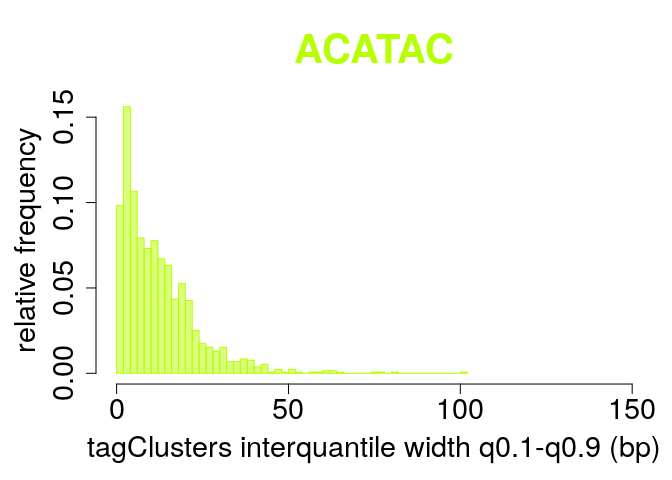 ACATAC
relative frequency
0.15
0.10
0.05
0.00
0 50 100 150
tagClusters interquantile width q0.1-q0.9 (bp)